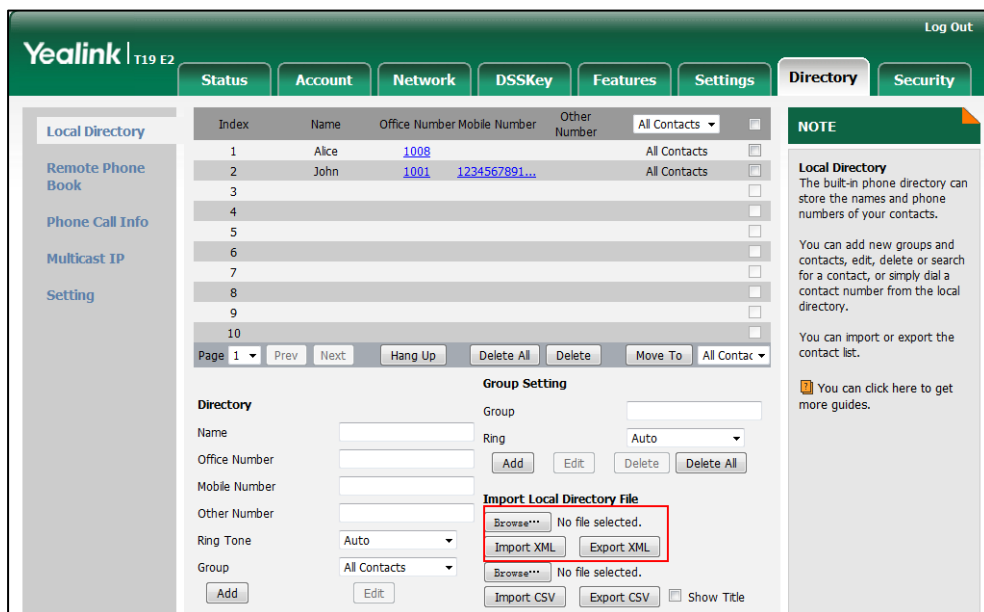 Log Out
Yealink T19 E2
Status Account Network DSSKey Features Settings Directory Security
Local Directory
Remote Phone
Book
Phone Call Info
Multicast IP
Setting
Index Name Office Number Mobile Number Other Number All Contacts
1 Alice 1008 All Contacts
2 John 1001 1234567891... All Contacts
3
4
5
6
7
8
9
10
Page 1 Prev Next Hang Up Delete All Delete Move To All Contac
Directory
Name
Office Number
Mobile Number
Other Number
Ring Tone Auto
Group All Contacts
Add Edit
Group Setting
Group
Ring Auto
Add Edit Delete Delete All
Import Local Directory File
Browse... No file selected.
Import XML Export XML
Browse... No file selected.
Import CSV Export CSV Show Title
NOTE
Local Directory
The built-in phone directory can
store the names and phone
numbers of your contacts.
You can add new groups and
contacts, edit, delete or search
for a contact, or simply dial a
contact number from the local
directory.
You can import or export the
contact list.
You can click here to get
more guides.